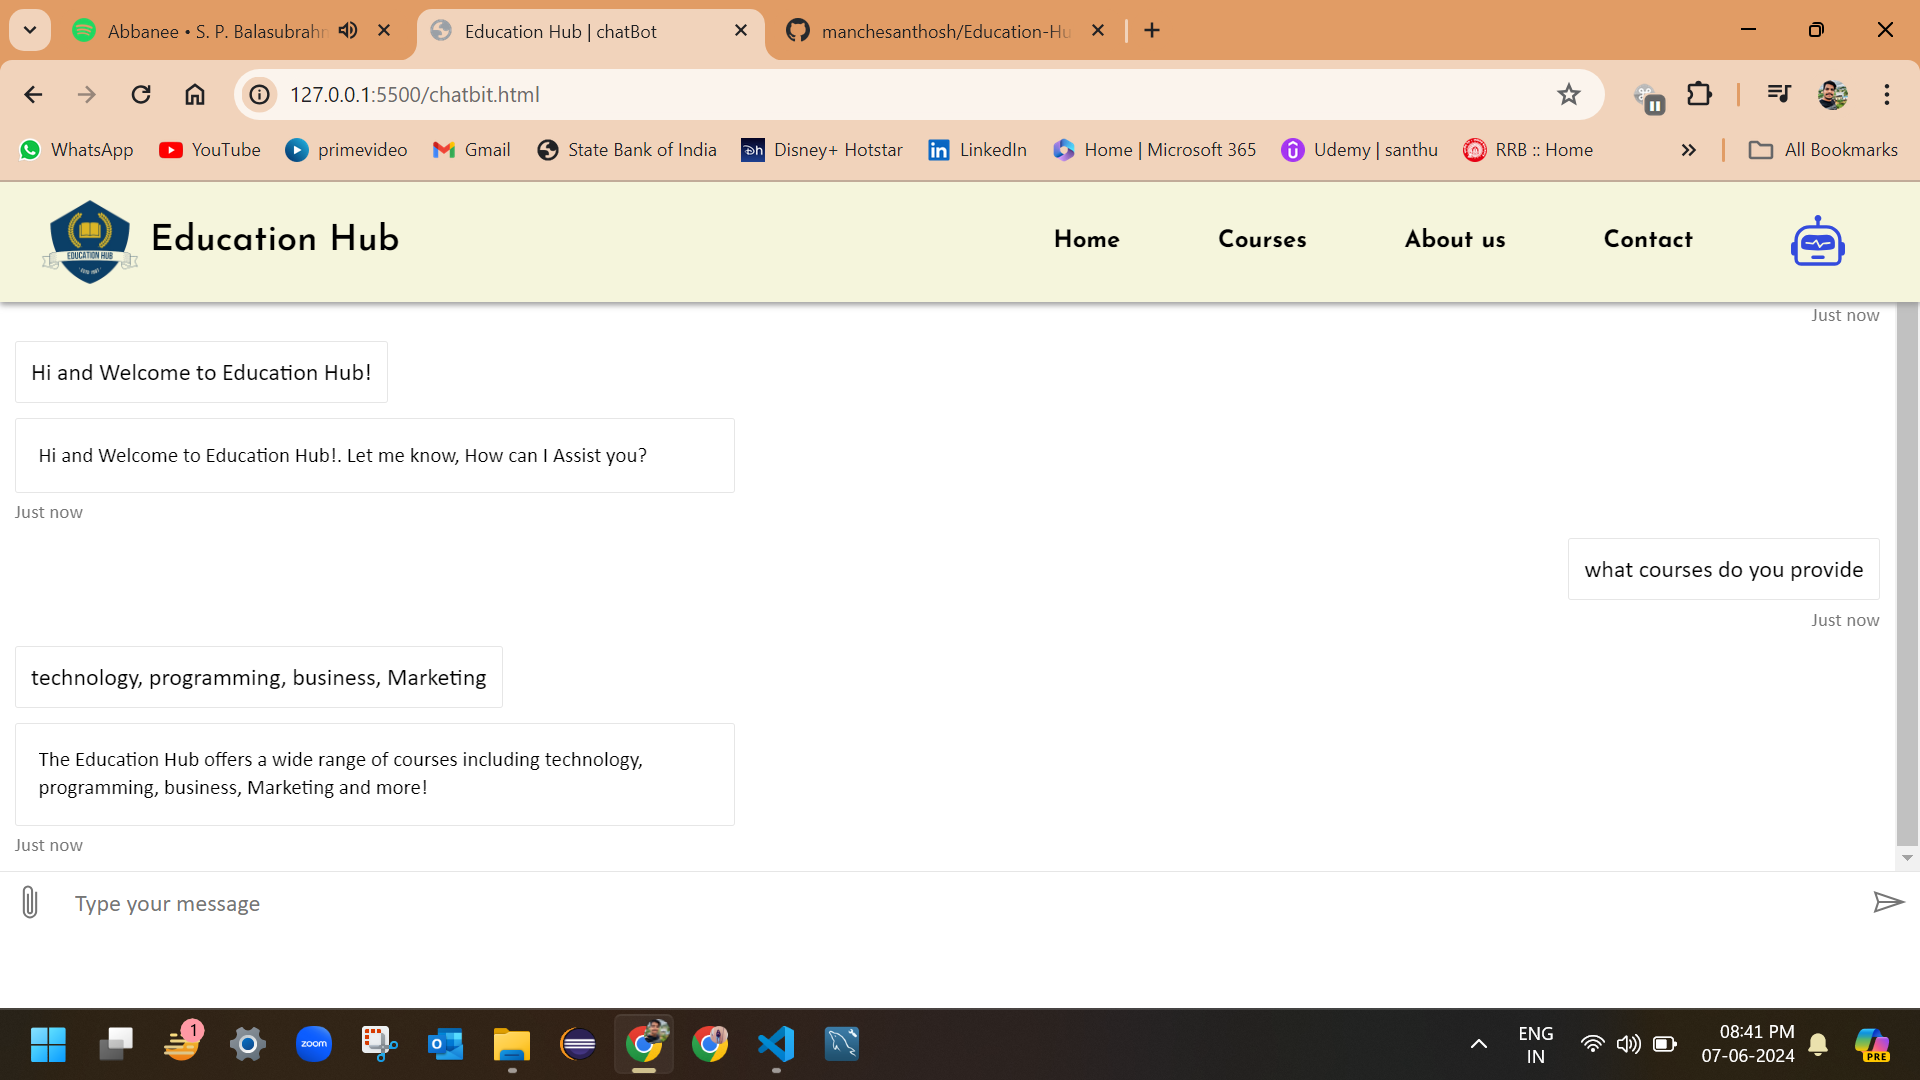 Abbanee • S. P. Balasubrahm
Education Hub | chatBot
manchesanthosh/Education-Hu
127.0.0.1:5500/chatbit.html
WhatsApp YouTube primevideo Gmail State Bank of India Disney+ Hotstar LinkedIn Home | Microsoft 365 Udemy | santhu RRB :: Home » All Bookmarks
EDUCATION HUB
Education Hub
Home Courses About us Contact
Just now
Hi and Welcome to Education Hub!
Hi and Welcome to Education Hub!. Let me know, How can I Assist you?
Just now
what courses do you provide
Just now
technology, programming, business, Marketing
The Education Hub offers a wide range of courses including technology,
programming, business, Marketing and more!
Just now
Type your message
1
zoom
ENG
IN
08:41 PM
07-06-2024
PRE